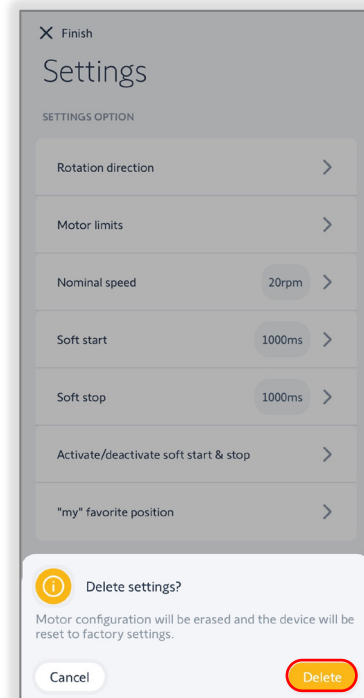 Finish
Settings
SETTINGS OPTION
Rotation direction
Motor limits
Nominal speed 20rpm
Soft start 1000ms
Soft stop 1000ms
Activate/deactivate soft start & stop
"my" favorite position
Delete settings?
Motor configuration will be erased and the device will be
reset to factory settings.
Cancel Delete